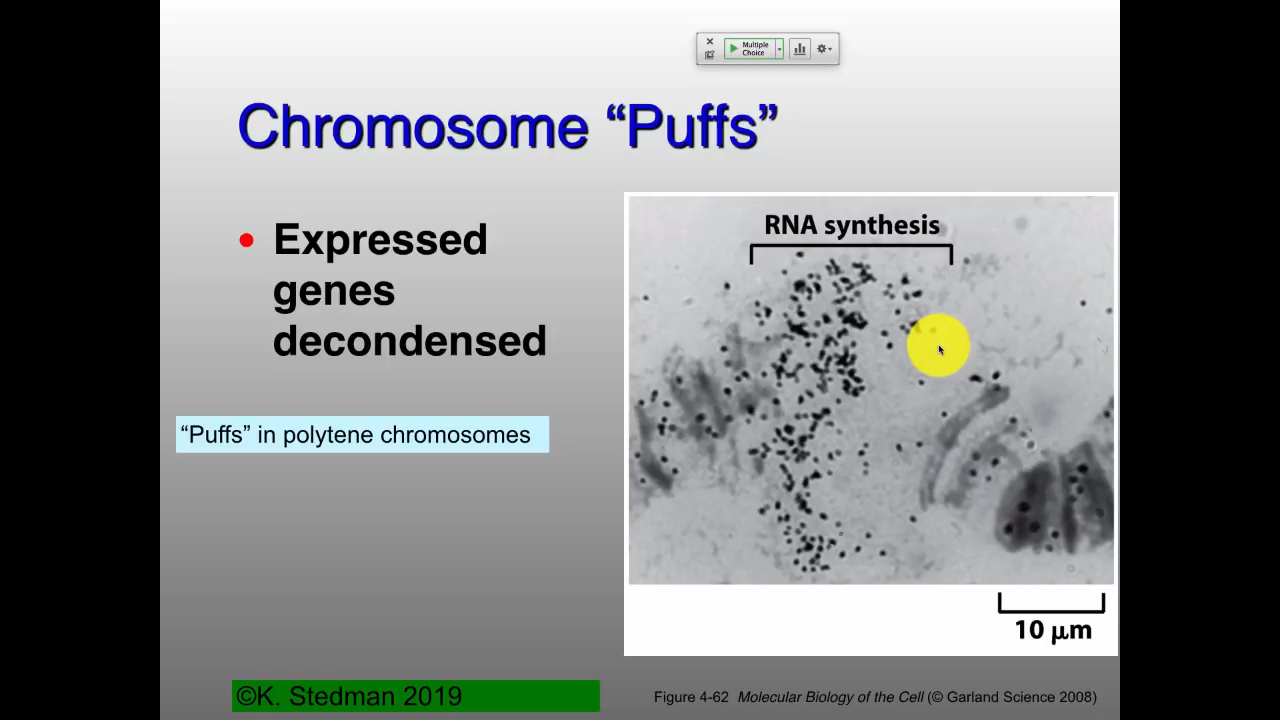 Multiple
Choice
Chromosome “Puffs”
• Expressed
genes
decondensed
“Puffs” in polytene chromosomes
RNA synthesis
10 µm
©K. Stedman 2019
Figure 4-62 Molecular Biology of the Cell (© Garland Science 2008)